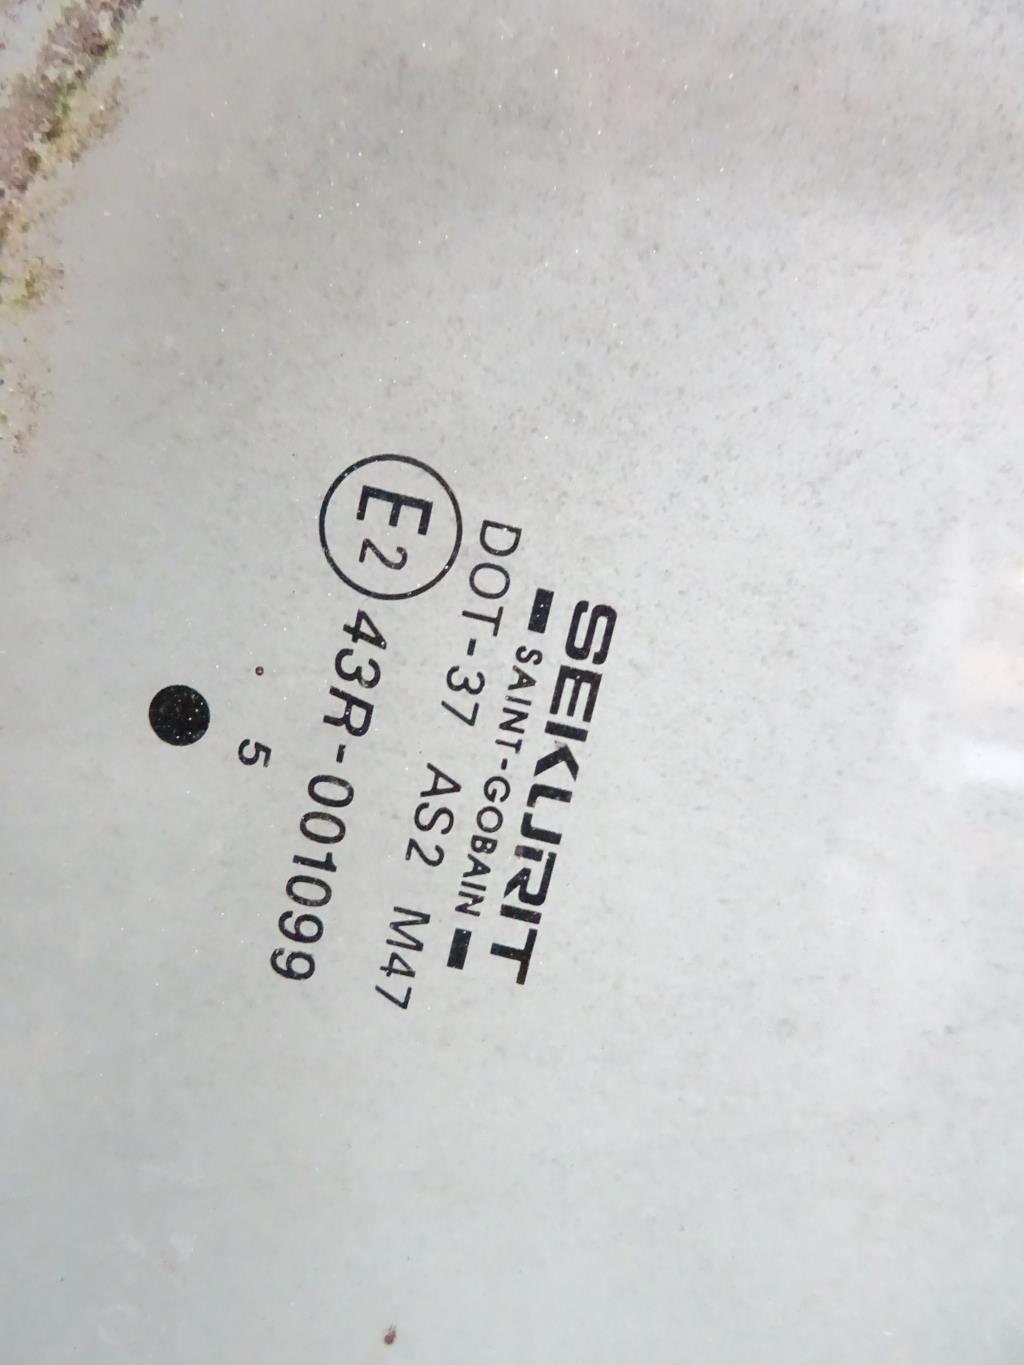 SEKURIT
SAINT-GOBAIN
DOT-37 AS2 M47
E2 43R-001099
5